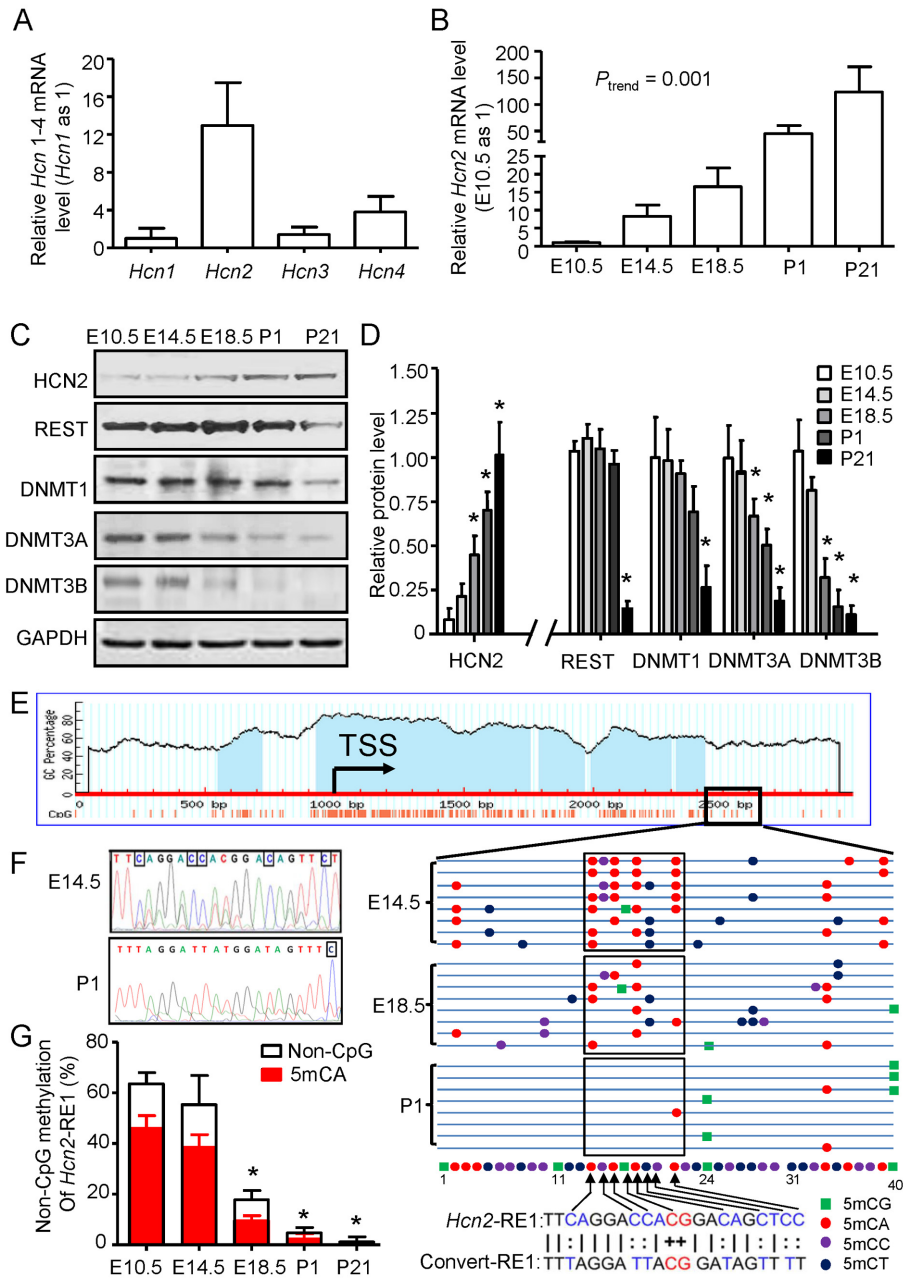 A
Relative Hcn 1-4 mRNA
level (Hcn1 as 1)
20
16
12
8
4
0
Hcn1 Hcn2 Hcn3 Hcn4
B
Relative Hcn2 mRNA level
(E10.5 as 1)
200
150
100
50
25
20
15
10
5
0
Ptrend = 0.001
E10.5 E14.5 E18.5 P1 P21
C
E10.5 E14.5 E18.5 P1 P21
HCN2
REST
DNMT1
DNMT3A
DNMT3B
GAPDH
D
Relative protein level
1.50
1.25
1.00
0.75
0.50
0.25
0
E10.5
E14.5
E18.5
P1
P21
* * *
*
*
* * *
* * *
HCN2 REST DNMT1 DNMT3A DNMT3B
E
GC Percentage
80
60
40
20
0
TSS
0 500 bp 1000 bp 1500 bp 2000 bp 2500 bp
CpG
F
E14.5
TTCAGGACCACGGACAGTTCT
P1
TTTAGGATTATGGATAGTTTC
E14.5
E18.5
P1
1 11 24 31 40
Hcn2-RE1:TTCAGGACCACGGACAGCTCC
||:|||::|++|||:||:|::
Convert-RE1:TTTAGGATTACGGATAGTTTT
5mCG
5mCA
5mCC
5mCT
G
Non-CpG methylation
Of Hcn2-RE1 (%)
80
60
40
20
0
Non-CpG
5mCA
* * *
E10.5 E14.5 E18.5 P1 P21